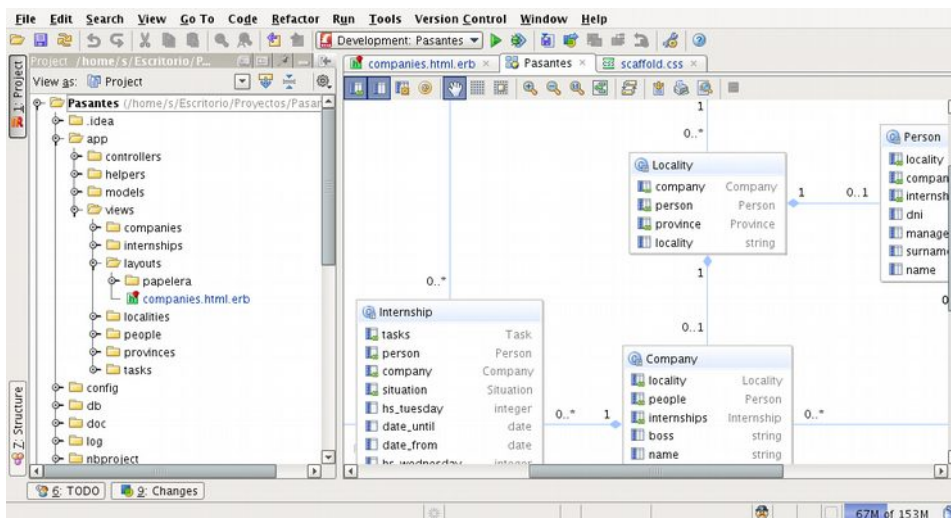 File Edit Search View Go To Code Refactor Run Tools Version Control Window Help
Development: Pasantes
Project /home/s/Escritorio/P...
companies.html.erb
Pasantes
scaffold.css
1: Project
View as: Project
Pasantes (/home/s/Escritorio/Proyectos/Pasan
.idea
app
controllers
helpers
models
views
companies
internships
layouts
papelera
companies.html.erb
localities
people
provinces
tasks
config
db
doc
log
nbproject
Z: Structure
1
0..*
Locality
company Company
person Person
province Province
locality string
1 0..1
Person
locality
compan
internsh
dni
manage
surname
name
0
1
0..1
0..*
Internship
tasks Task
person Person
company Company
situation Situation
hs_tuesday integer
date_until date
date_from date
hs_wednesday integer
0..* 1
Company
locality Locality
people Person
internships Internship
boss string
name string
0..*
6: TODO
9: Changes
67M of 153M